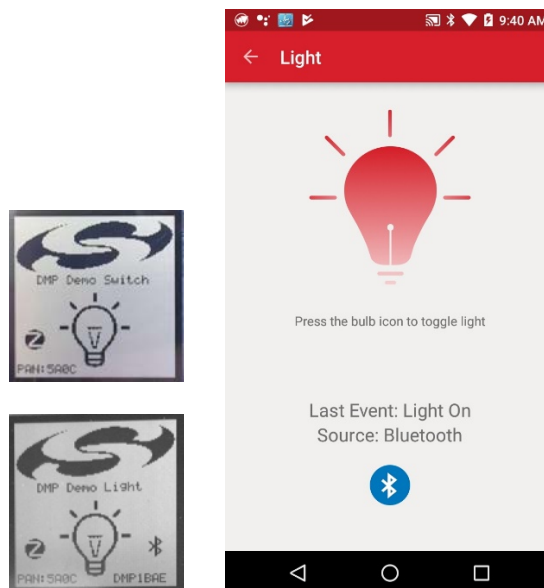 DMP Demo Switch
PAN:5A0C
DMP Demo Light
PAN:5A0C DMP1BAE
9:40 AM
Light
Press the bulb icon to toggle light
Last Event: Light On
Source: Bluetooth